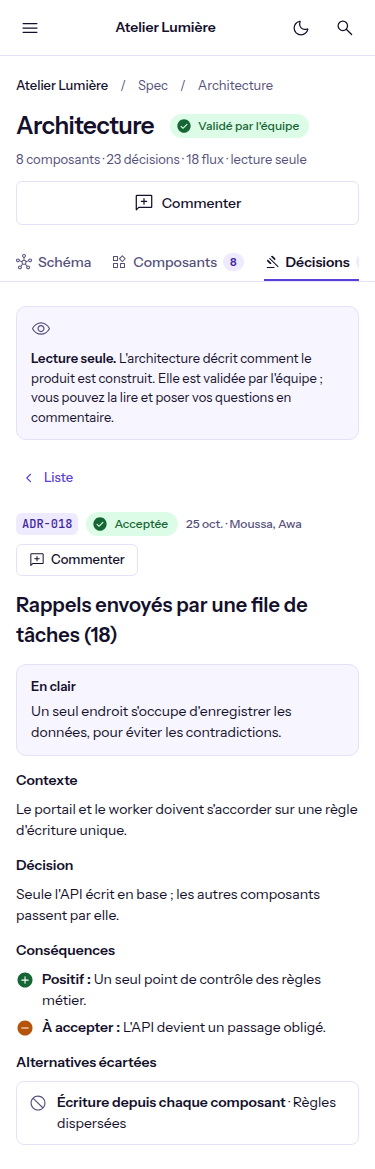 Atelier Lumière
Atelier Lumière / Spec / Architecture
Architecture Validé par l'équipe
8 composants · 23 décisions · 18 flux · lecture seule
Commenter
Schéma Composants 8 Décisions
Lecture seule. L'architecture décrit comment le
produit est construit. Elle est validée par l'équipe ;
vous pouvez la lire et poser vos questions en
commentaire.
Liste
ADR-018 Acceptée 25 oct. · Moussa, Awa
Commenter
Rappels envoyés par une file de
tâches (18)
En clair
Un seul endroit s'occupe d'enregistrer les
données, pour éviter les contradictions.
Contexte
Le portail et le worker doivent s'accorder sur une règle
d'écriture unique.
Décision
Seule l'API écrit en base ; les autres composants
passent par elle.
Conséquences
Positif : Un seul point de contrôle des règles
métier.
À accepter : L'API devient un passage obligé.
Alternatives écartées
Écriture depuis chaque composant · Règles
dispersées